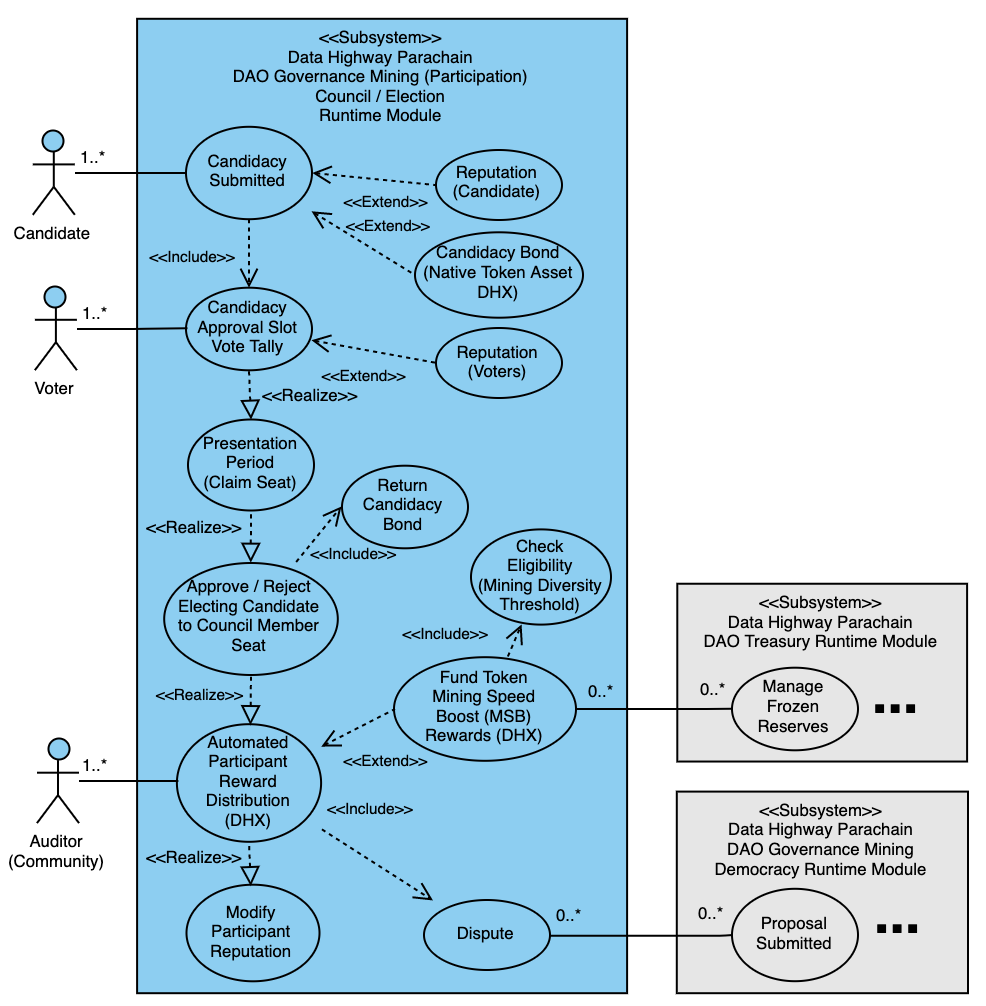 <<Subsystem>>
Data Highway Parachain
DAO Governance Mining (Participation)
Council / Election
Runtime Module
Candidate
1..*
Candidacy
Submitted
Reputation
(Candidate)
<<Extend>>
<<Extend>>
Candidacy Bond
(Native Token Asset
DHX)
<<Include>>
Voter
1..*
Candidacy
Approval Slot
Vote Tally
Reputation
(Voters)
<<Extend>>
<<Realize>>
Presentation
Period
(Claim Seat)
Return
Candidacy
Bond
<<Realize>>
<<Include>>
Check
Eligibility
(Mining Diversity
Threshold)
Approve / Reject
Electing Candidate
to Council Member
Seat
<<Include>>
<<Realize>>
Fund Token
Mining Speed
Boost (MSB)
Rewards (DHX)
0..*
0..*
<<Subsystem>>
Data Highway Parachain
DAO Treasury Runtime Module
Manage
Frozen
Reserves
Auditor
(Community)
1..*
Automated
Participant
Reward
Distribution
(DHX)
<<Extend>>
<<Include>>
<<Realize>>
Modify
Participant
Reputation
Dispute
0..*
0..*
<<Subsystem>>
Data Highway Parachain
DAO Governance Mining
Democracy Runtime Module
Proposal
Submitted